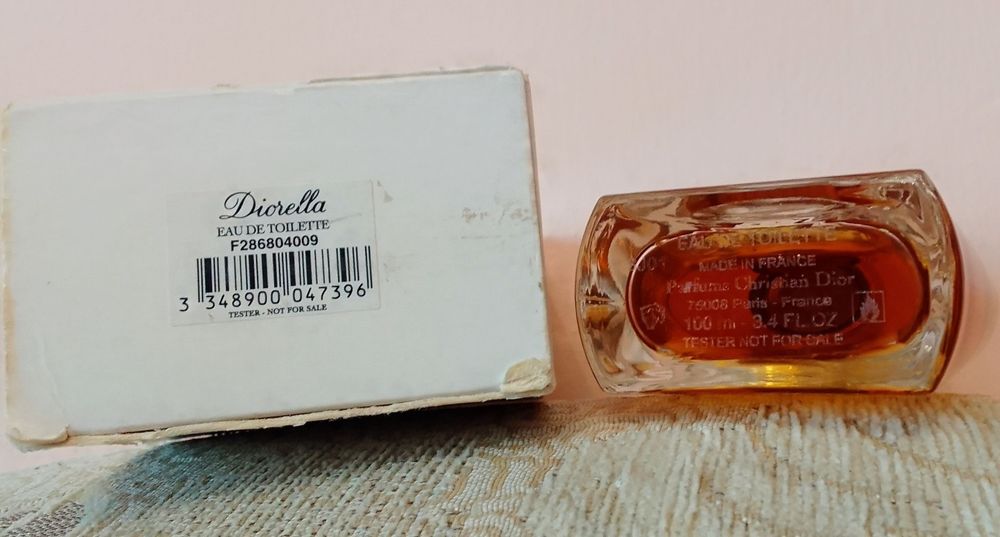 Diorella
EAU DE TOILETTE
F286804009
3 348900 047396
TESTER - NOT FOR SALE
EAU DE TOILETTE
MADE IN FRANCE
Parfums Christian Dior
75008 Paris - France
100 ml - 3.4 FL.OZ
TESTER NOT FOR SALE